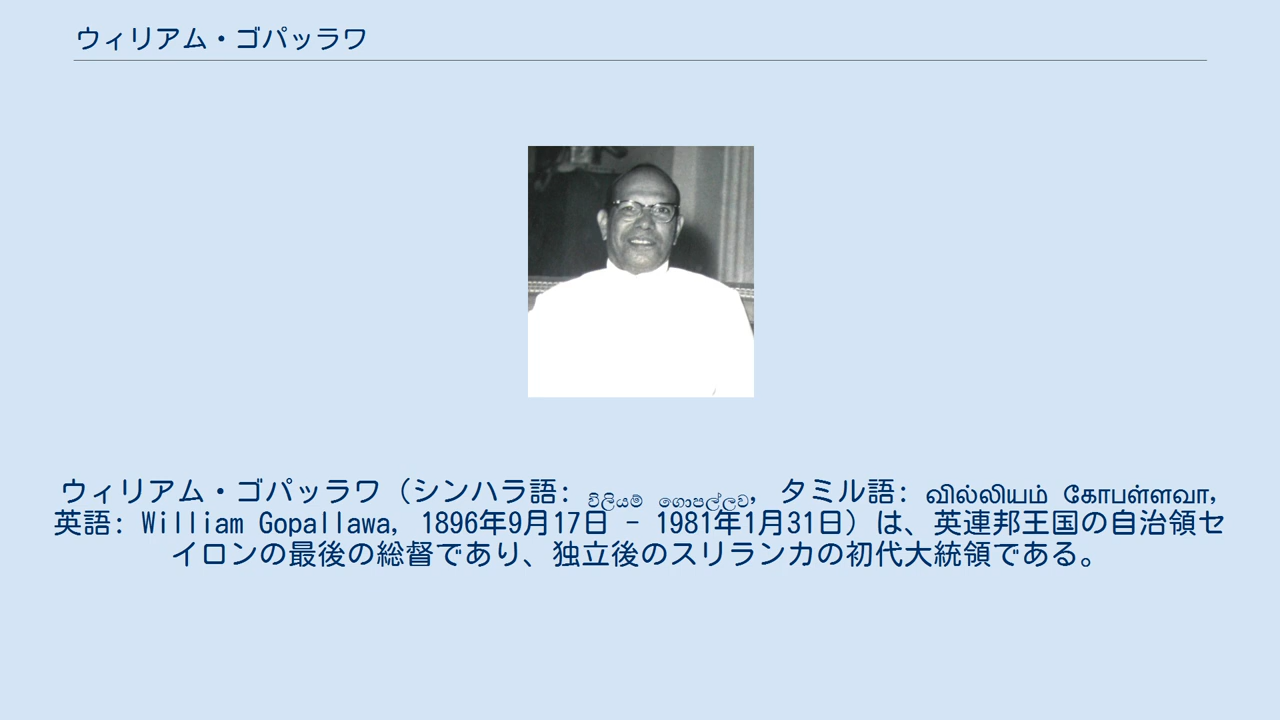 ウィリアム・ゴパッラワ
ウィリアム・ゴパッラワ（シンハラ語: විලියම් ගොපල්ලව, タミル語: வில்லியம் கோபள்ளவா,
英語: William Gopallawa, 1896年9月17日 - 1981年1月31日）は、英連邦王国の自治領セ
イロンの最後の総督であり、独立後のスリランカの初代大統領である。